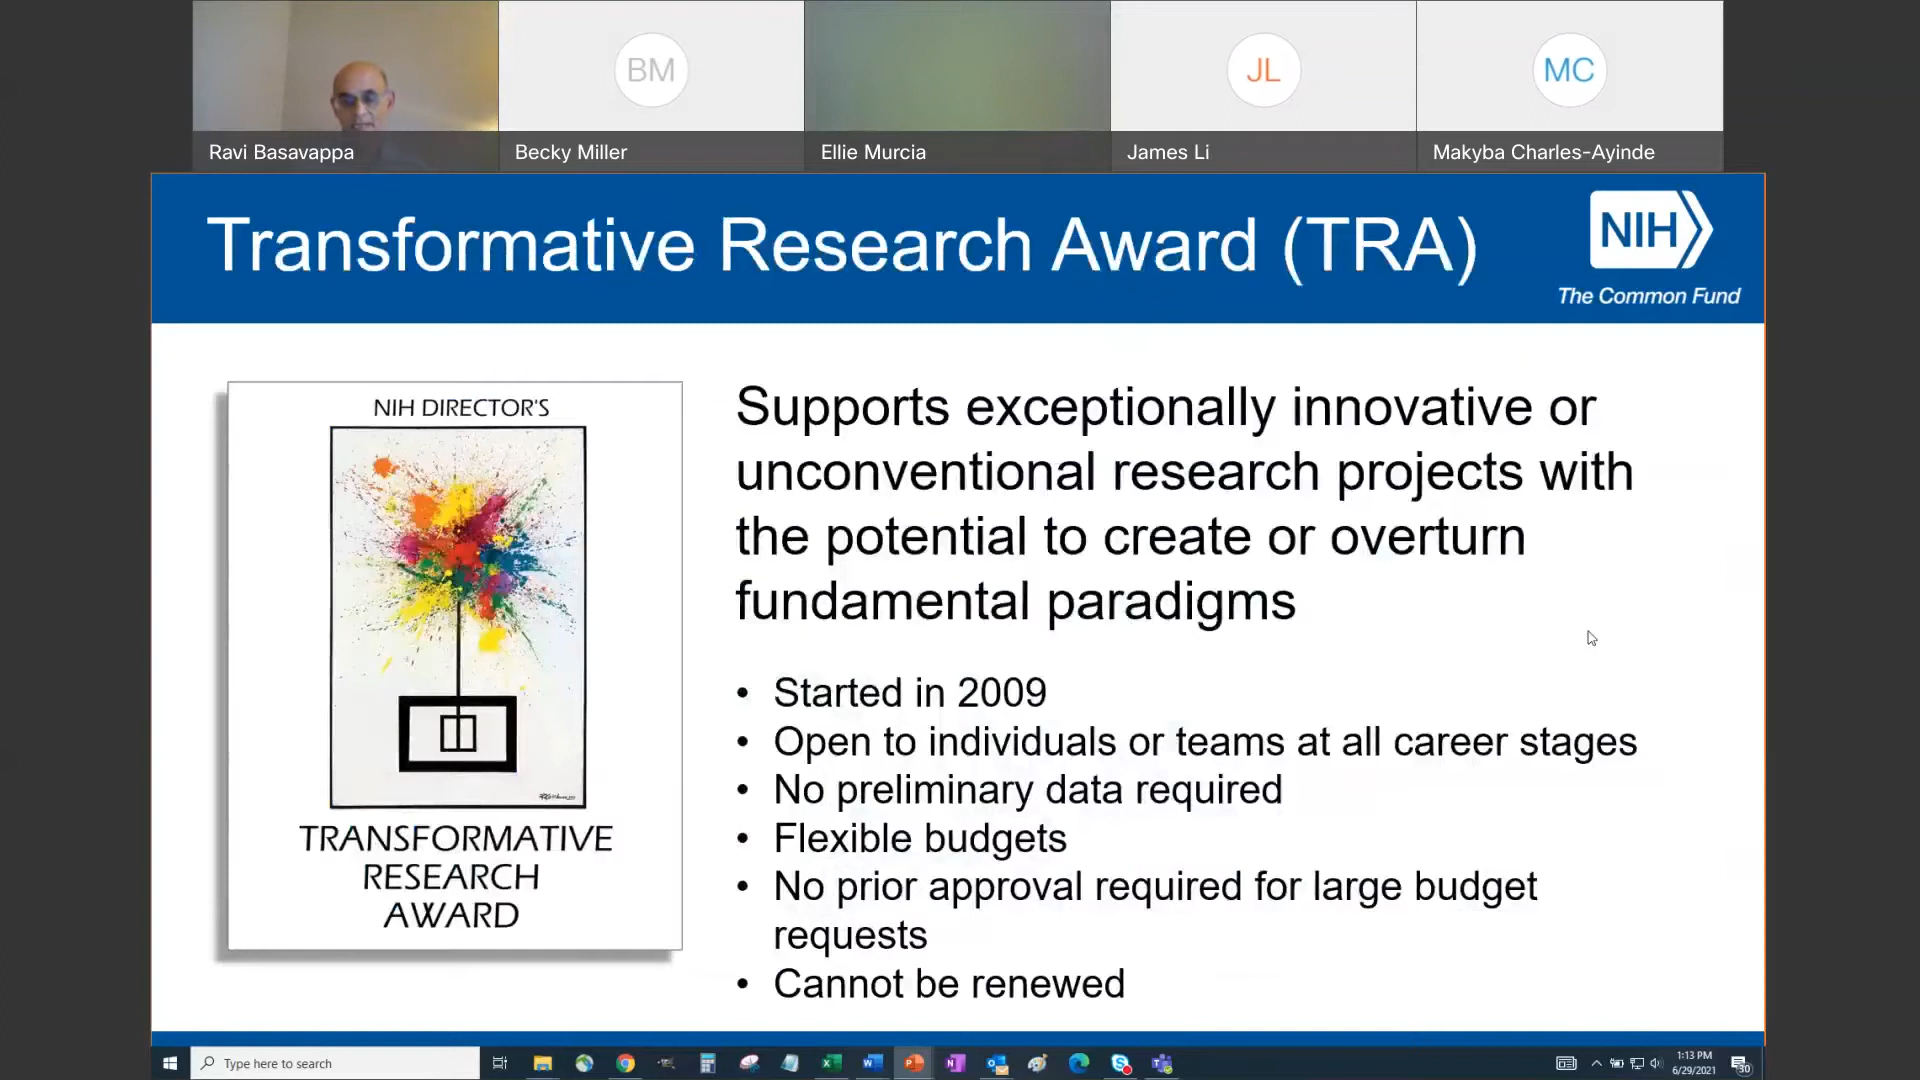 BM
JL
MC
Ravi Basavappa
Becky Miller
Ellie Murcia
James Li
Makyba Charles-Ayinde
Transformative Research Award (TRA)
NIH
The Common Fund
NIH DIRECTOR'S
TRANSFORMATIVE
RESEARCH
AWARD
Supports exceptionally innovative or
unconventional research projects with
the potential to create or overturn
fundamental paradigms
• Started in 2009
• Open to individuals or teams at all career stages
• No preliminary data required
• Flexible budgets
• No prior approval required for large budget
requests
• Cannot be renewed
Type here to search
1:13 PM
6/29/2021
30